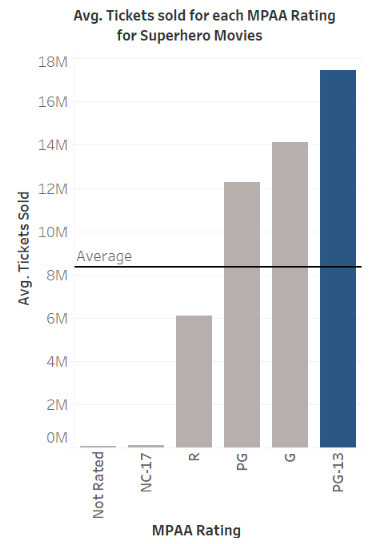 Avg. Tickets sold for each MPAA Rating
for Superhero Movies
Avg. Tickets Sold
18M
16M
14M
12M
10M
8M
6M
4M
2M
0M
Average
Not Rated
NC-17
R
PG
G
PG-13
MPAA Rating